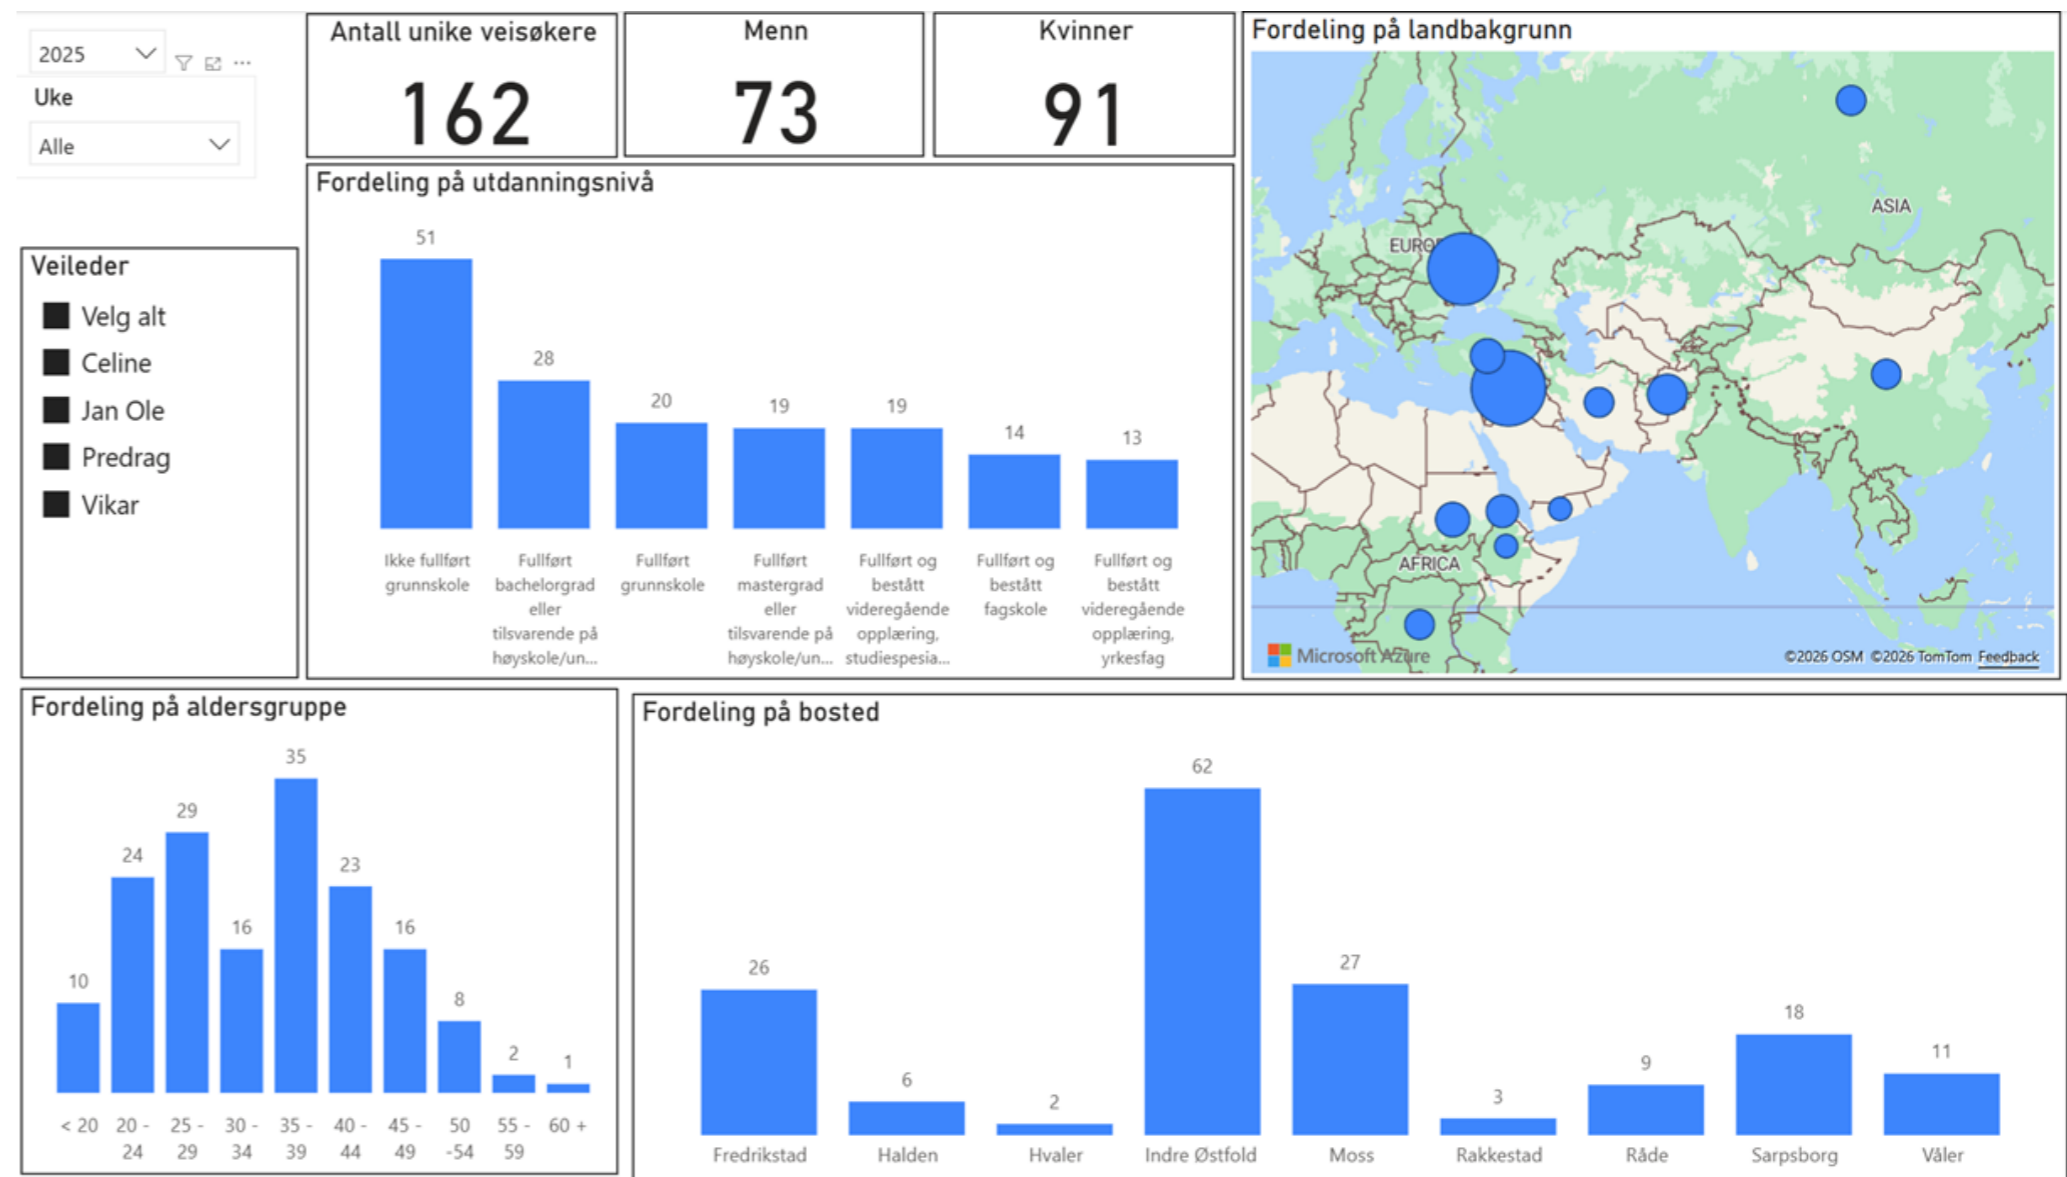 2025
Uke
Alle
Antall unike veisøkere
162
Menn
73
Kvinner
91
Veileder
Velg alt
Celine
Jan Ole
Predrag
Vikar
Fordeling på utdanningsnivå
51
28
20
19
19
14
13
Ikke fullført
grunnskole
Fullført
bachelorgrad
eller
tilsvarende på
høyskole/un...
Fullført
grunnskole
Fullført
mastergrad
eller
tilsvarende på
høyskole/un...
Fullført og
bestått
videregående
opplæring,
studiespesia...
Fullført og
bestått
fagskole
Fullført og
bestått
videregående
opplæring,
yrkesfag
Fordeling på landbakgrunn
ASIA
EUROP
AFRICA
Microsoft Azure
©2026 OSM ©2026 TomTom Feedback
Fordeling på aldersgruppe
10
24
29
16
35
23
16
8
2
1
< 20
20 -
24
25 -
29
30 -
34
35 -
39
40 -
44
45 -
49
50
-54
55 -
59
60 +
Fordeling på bosted
26
6
2
62
27
3
9
18
11
Fredrikstad
Halden
Hvaler
Indre Østfold
Moss
Rakkestad
Råde
Sarpsborg
Våler